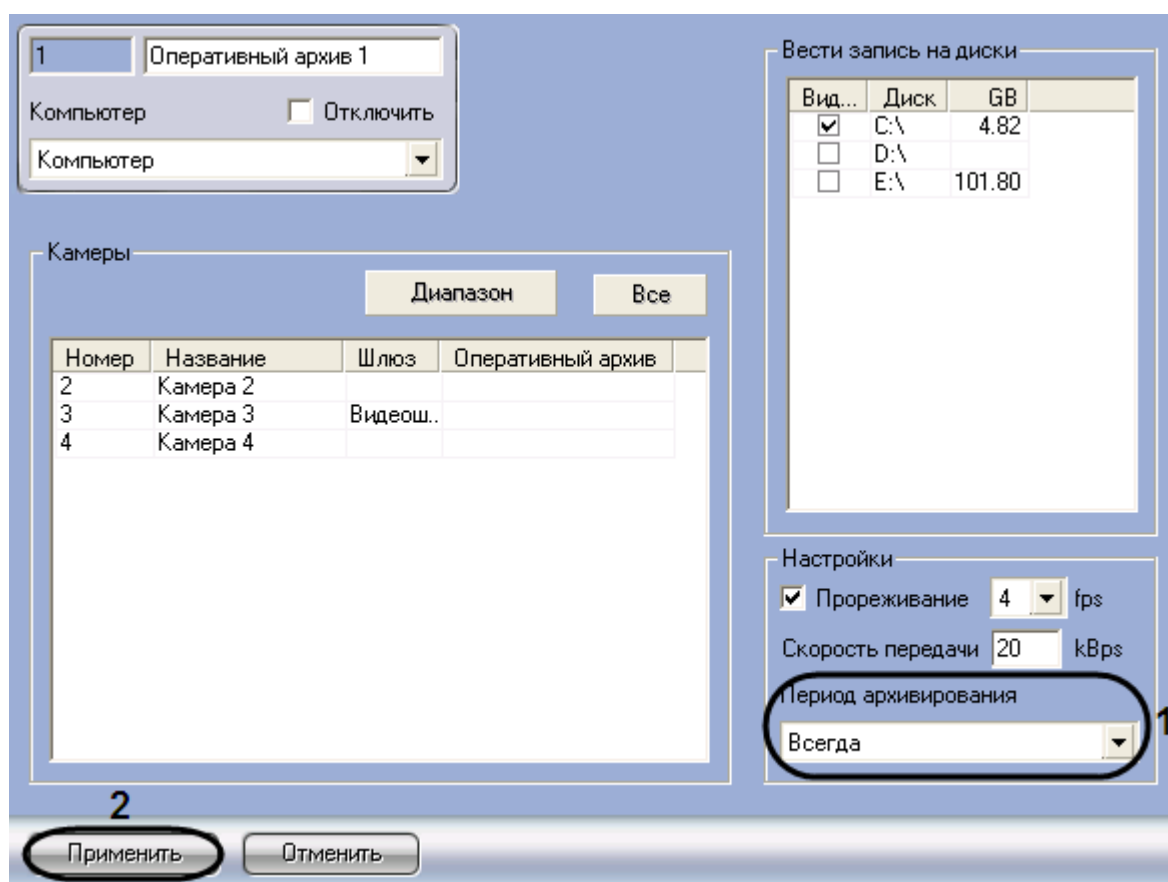 1 Оперативный архив 1
Компьютер Отключить
Компьютер
Вести запись на диски
Вид... Диск GB
C:\ 4.82
D:\
E:\ 101.80
Камеры
Диапазон Все
Номер Название Шлюз Оперативный архив
2 Камера 2
3 Камера 3 Видеош..
4 Камера 4
Настройки
Прореживание 4 fps
Скорость передачи 20 kBps
Период архивирования
1
Всегда
2
Применить Отменить